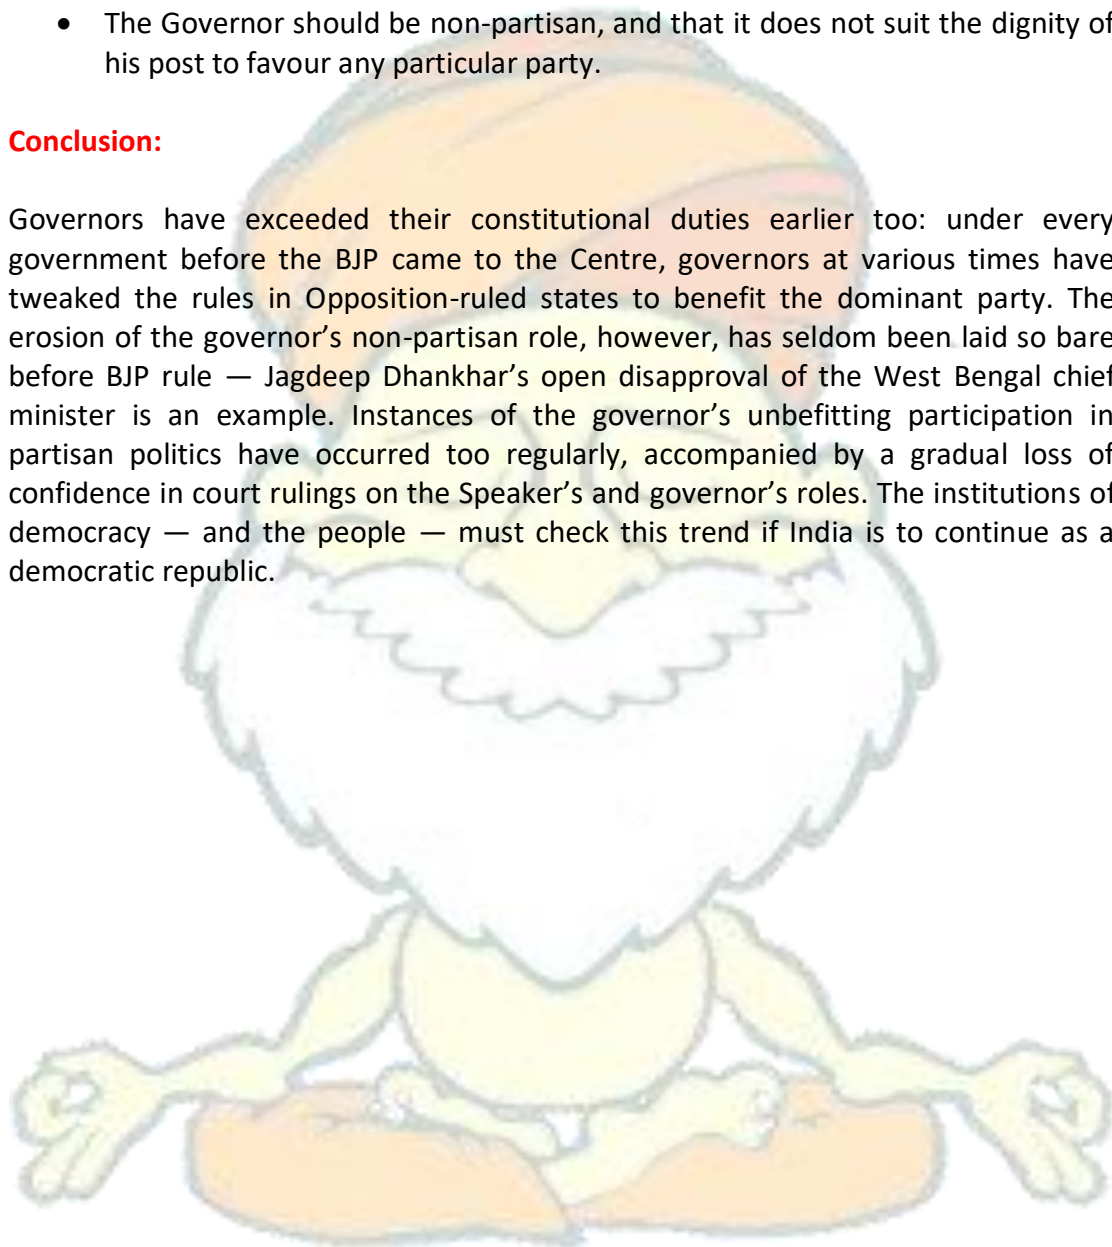 • The Governor should be non-partisan, and that it does not suit the dignity of
his post to favour any particular party.
Conclusion:
Governors have exceeded their constitutional duties earlier too: under every
government before the BJP came to the Centre, governors at various times have
tweaked the rules in Opposition-ruled states to benefit the dominant party. The
erosion of the governor’s non-partisan role, however, has seldom been laid so bare
before BJP rule — Jagdeep Dhankhar’s open disapproval of the West Bengal chief
minister is an example. Instances of the governor’s unbefitting participation in
partisan politics have occurred too regularly, accompanied by a gradual loss of
confidence in court rulings on the Speaker’s and governor’s roles. The institutions of
democracy — and the people — must check this trend if India is to continue as a
democratic republic.